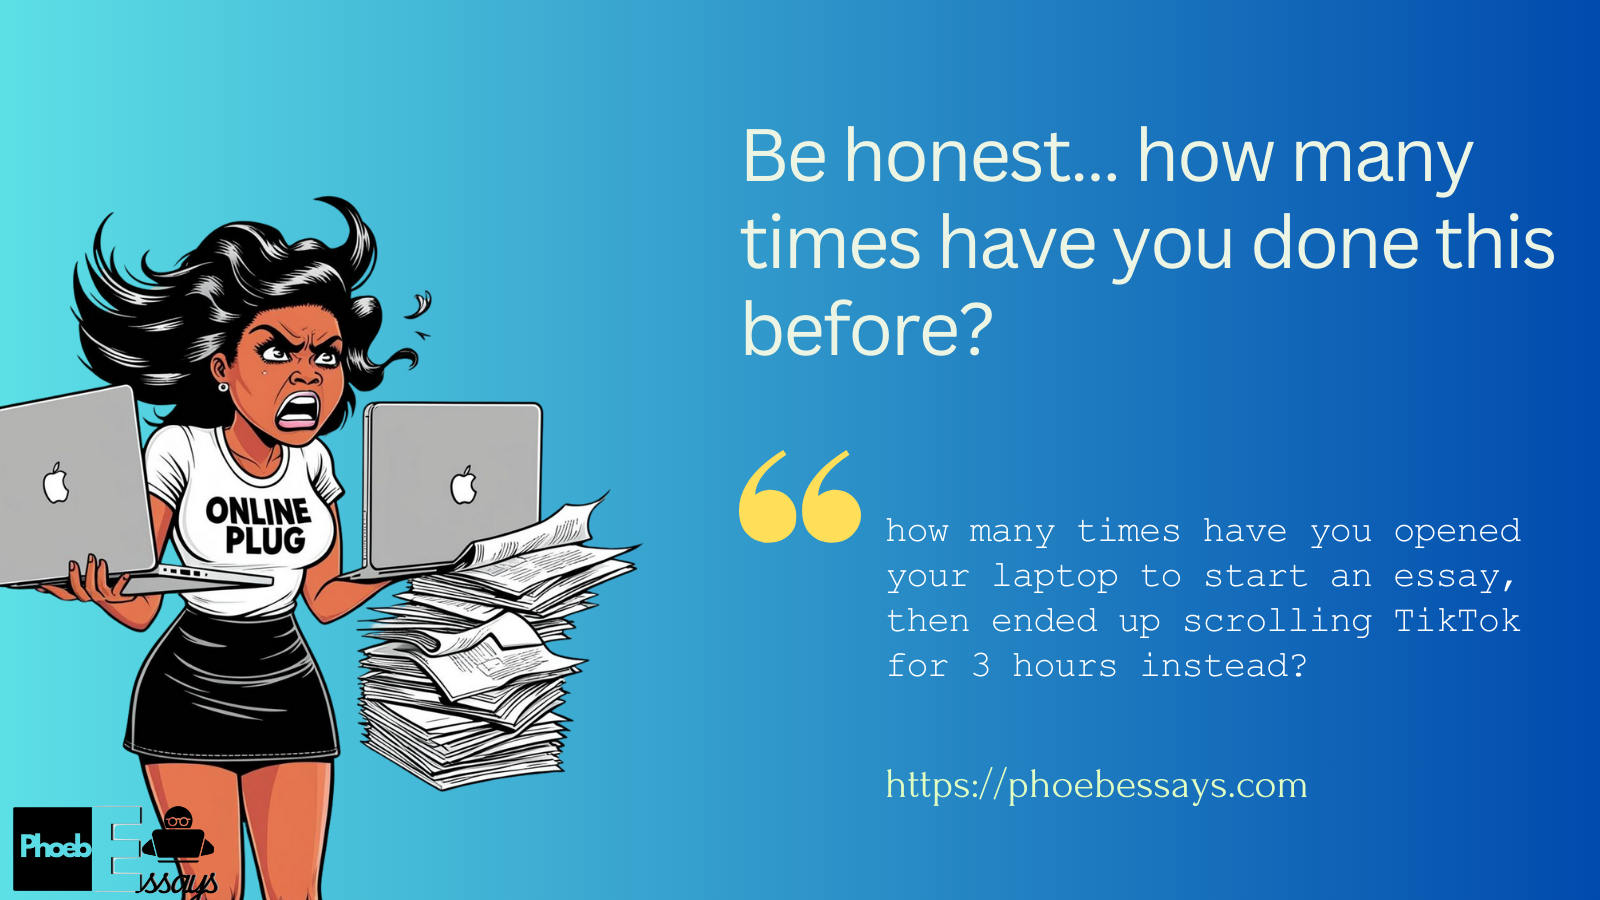 Be honest... how many
times have you done this
before?
ONLINE
PLUG
how many times have you opened
your laptop to start an essay,
then ended up scrolling TikTok
for 3 hours instead?
https://phoebessays.com
Phoeb
Essays